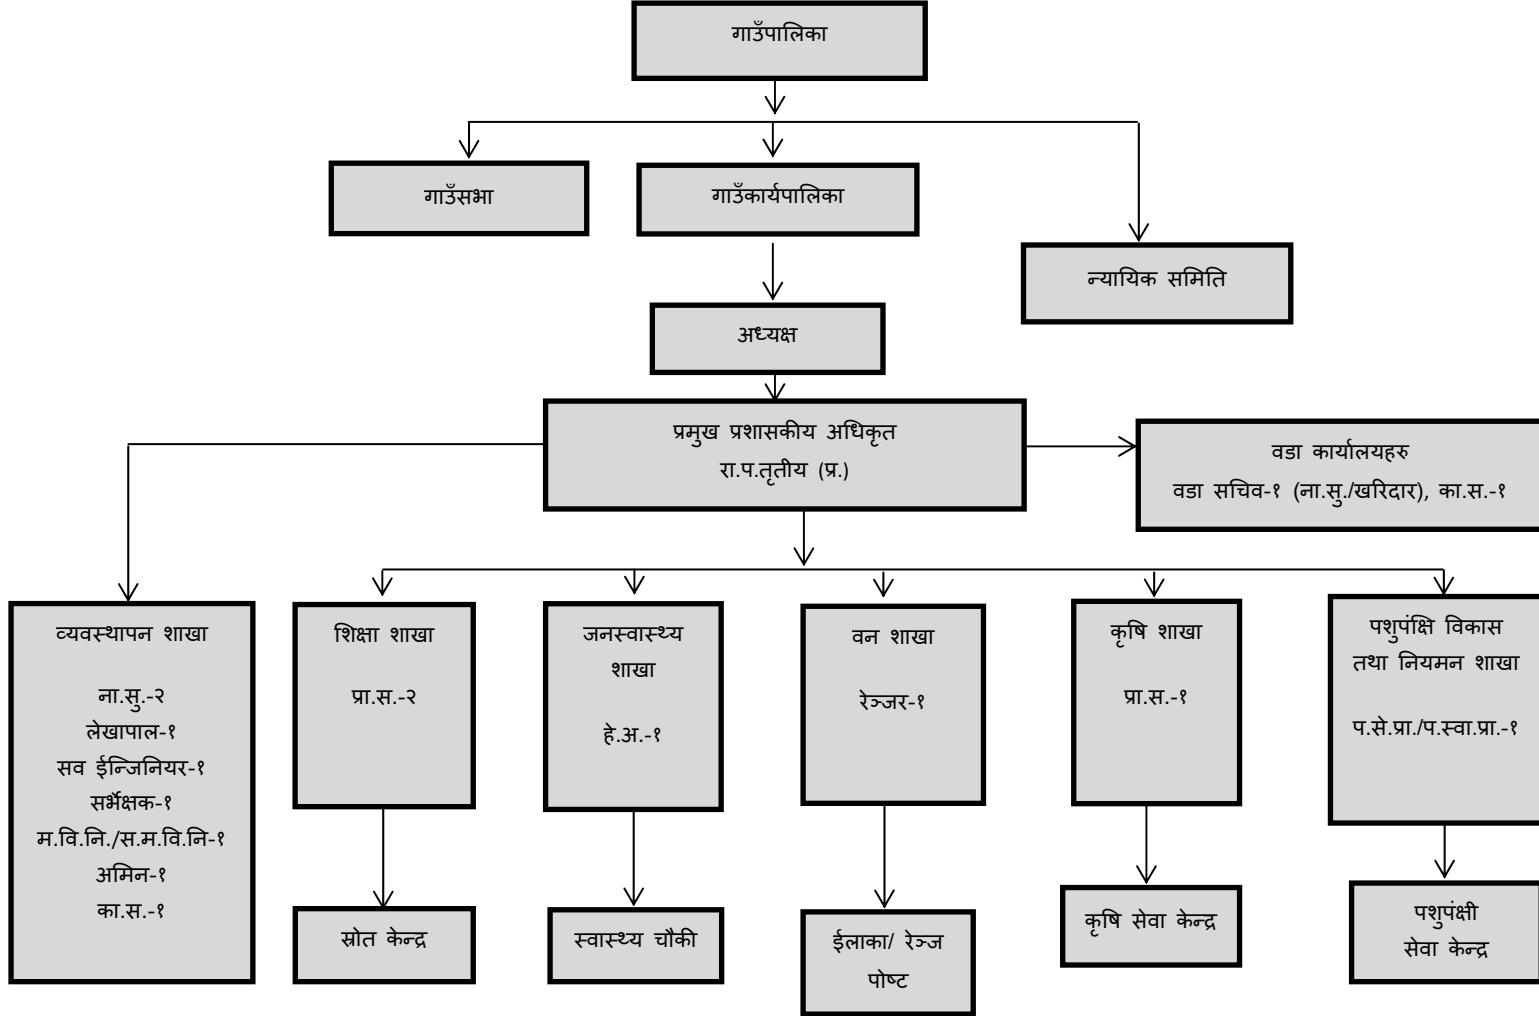 गाउँपालिका
गाउँसभा
गाउँकार्यपालिका
न्यायिक समिति
अध्यक्ष
प्रमुख प्रशासकीय अधिकृत
रा.प.तृतीय (प्र.)
वडा कार्यालयहरु
वडा सचिव-१ (ना.सु./खरिदार), का.स.-१
व्यवस्थापन शाखा
ना.सु.-२
लेखापाल-१
सव ईन्जिनियर-१
सर्भेक्षक-१
म.वि.नि./स.म.वि.नि-१
अमिन-१
का.स.-१
शिक्षा शाखा
प्रा.स.-२
जनस्वास्थ्य
शाखा
हे.अ.-१
वन शाखा
रेञ्जर-१
कृषि शाखा
प्रा.स.-१
पशुपंक्षि विकास
तथा नियमन शाखा
प.से.प्रा./प.स्वा.प्रा.-१
स्रोत केन्द्र
स्वास्थ्य चौकी
ईलाका/ रेञ्ज
पोष्ट
कृषि सेवा केन्द्र
पशुपंक्षी
सेवा केन्द्र